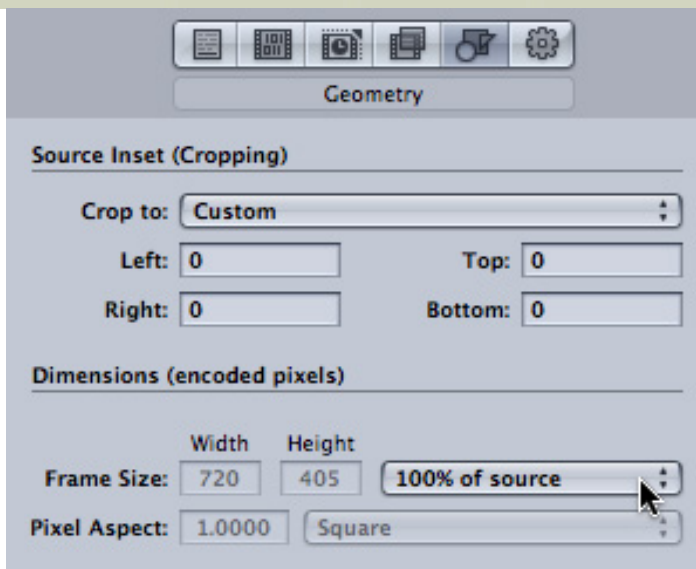 Geometry
Source Inset (Cropping)
Crop to: Custom
Left: 0 Top: 0
Right: 0 Bottom: 0
Dimensions (encoded pixels)
Width Height
Frame Size: 720 405 100% of source
Pixel Aspect: 1.0000 Square